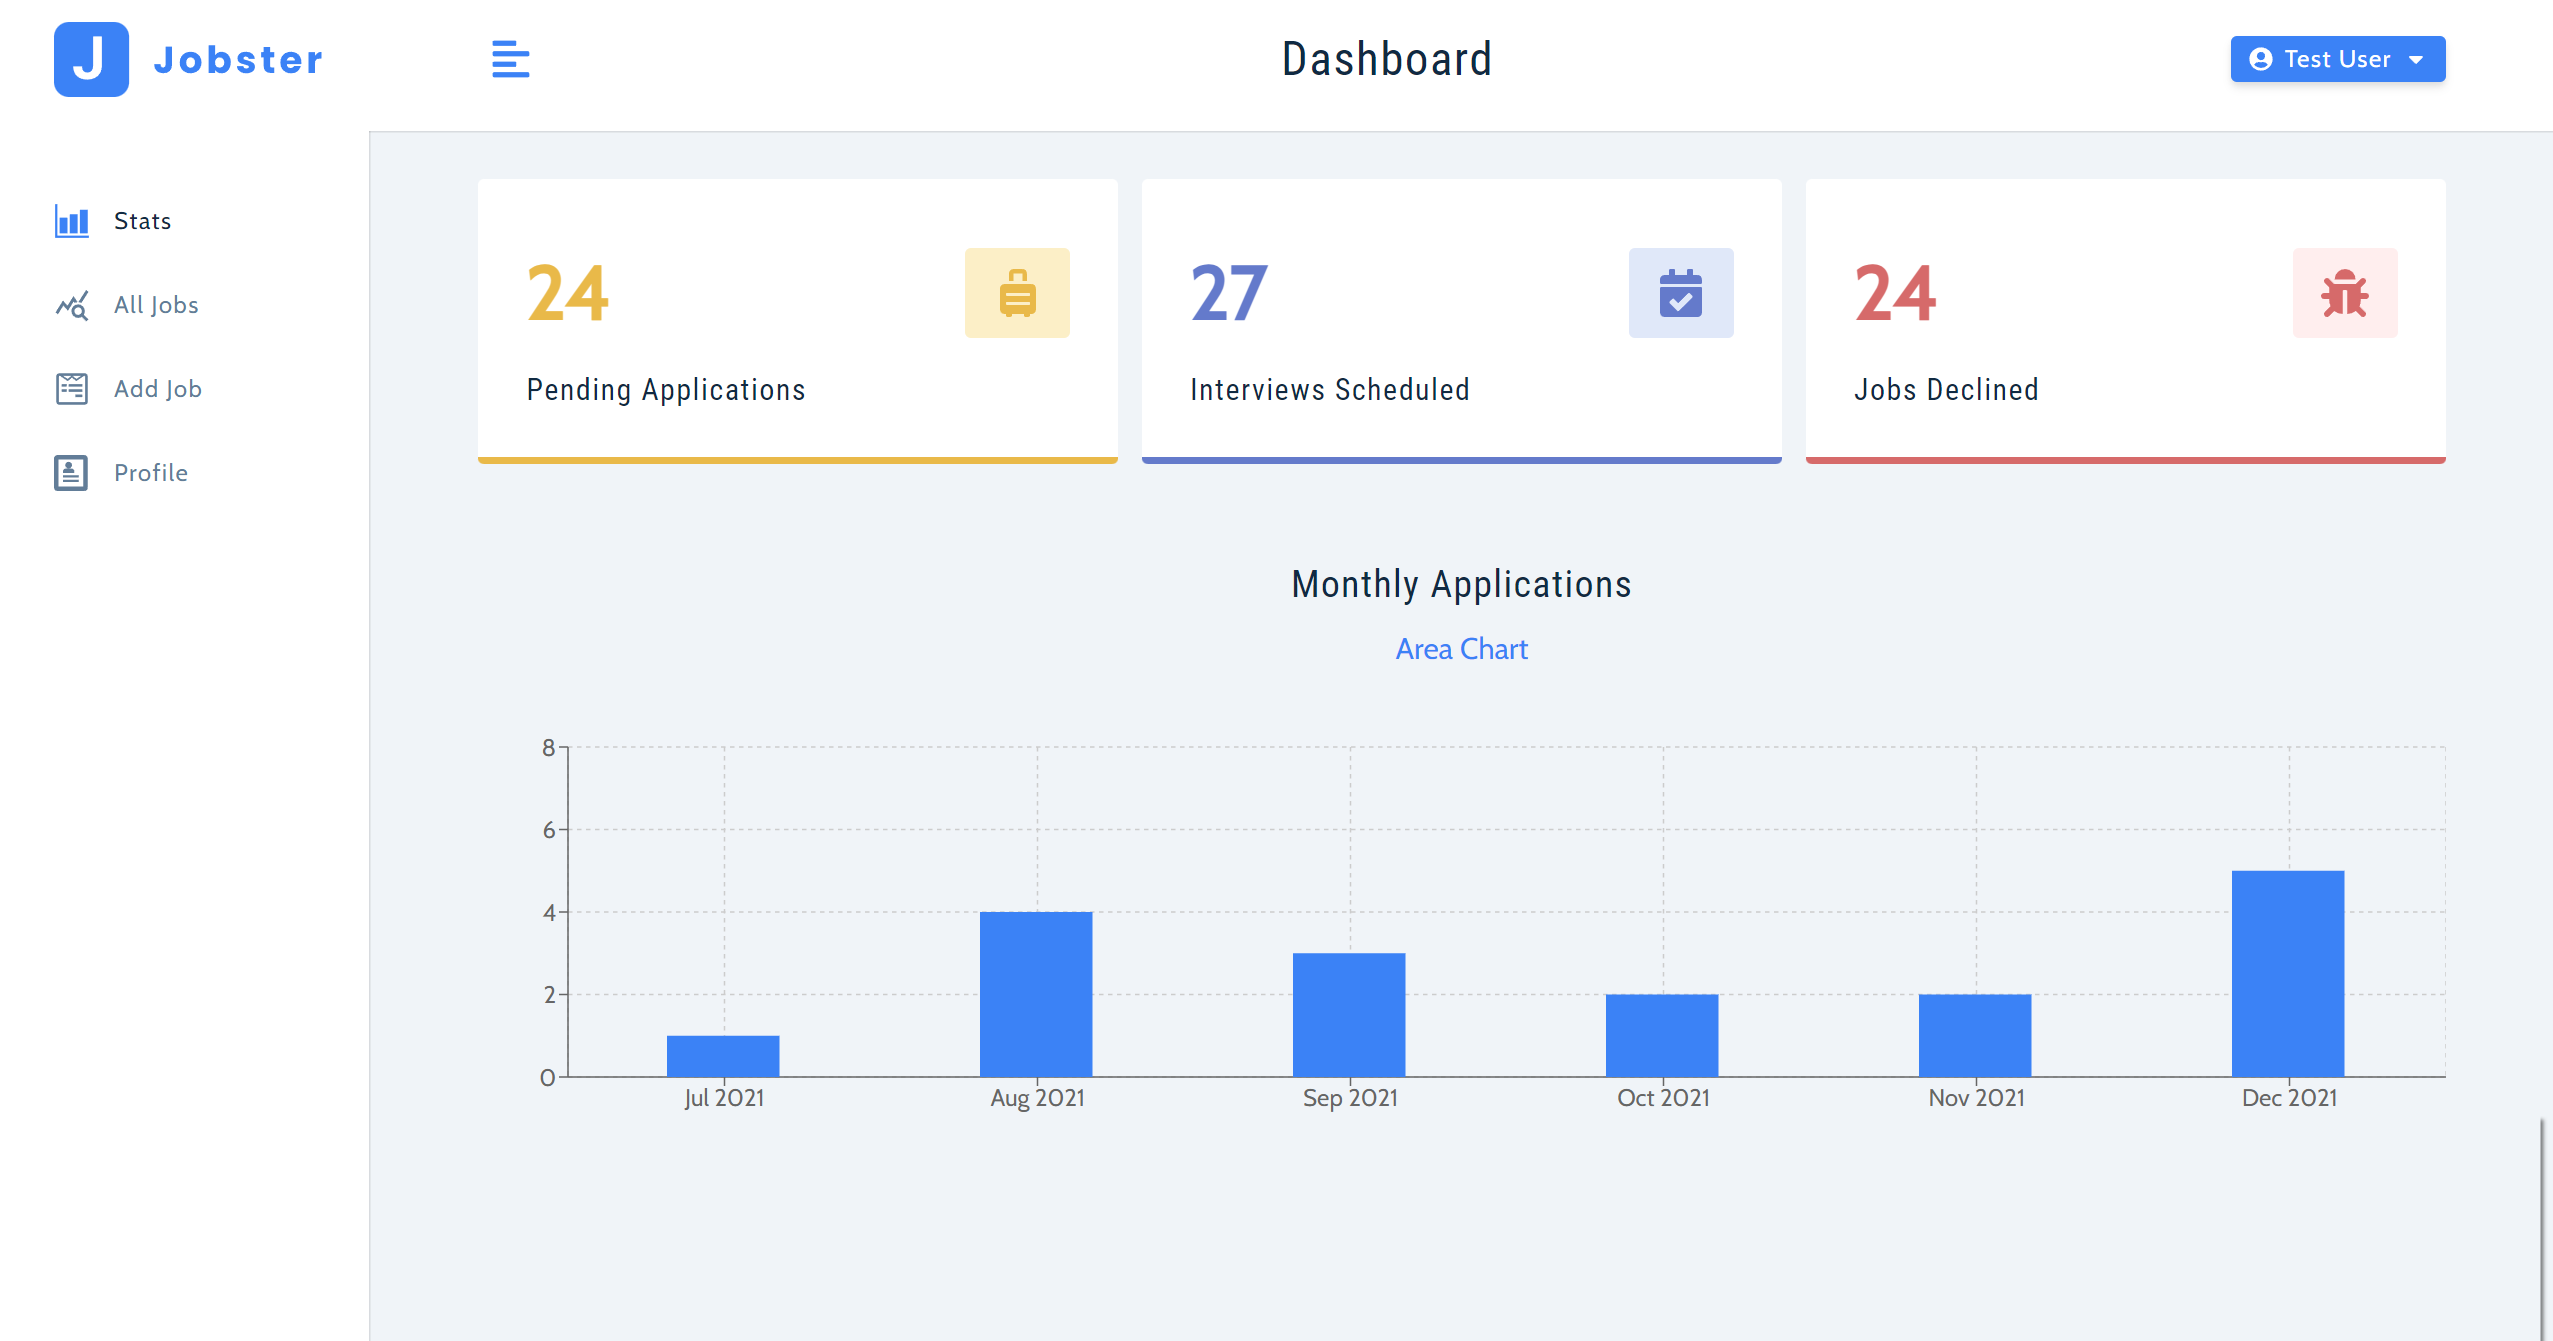 J Jobster
Dashboard
Test User
Stats
All Jobs
Add Job
Profile
24
Pending Applications
27
Interviews Scheduled
24
Jobs Declined
Monthly Applications
Area Chart
8
6
4
2
0
Jul 2021 Aug 2021 Sep 2021 Oct 2021 Nov 2021 Dec 2021